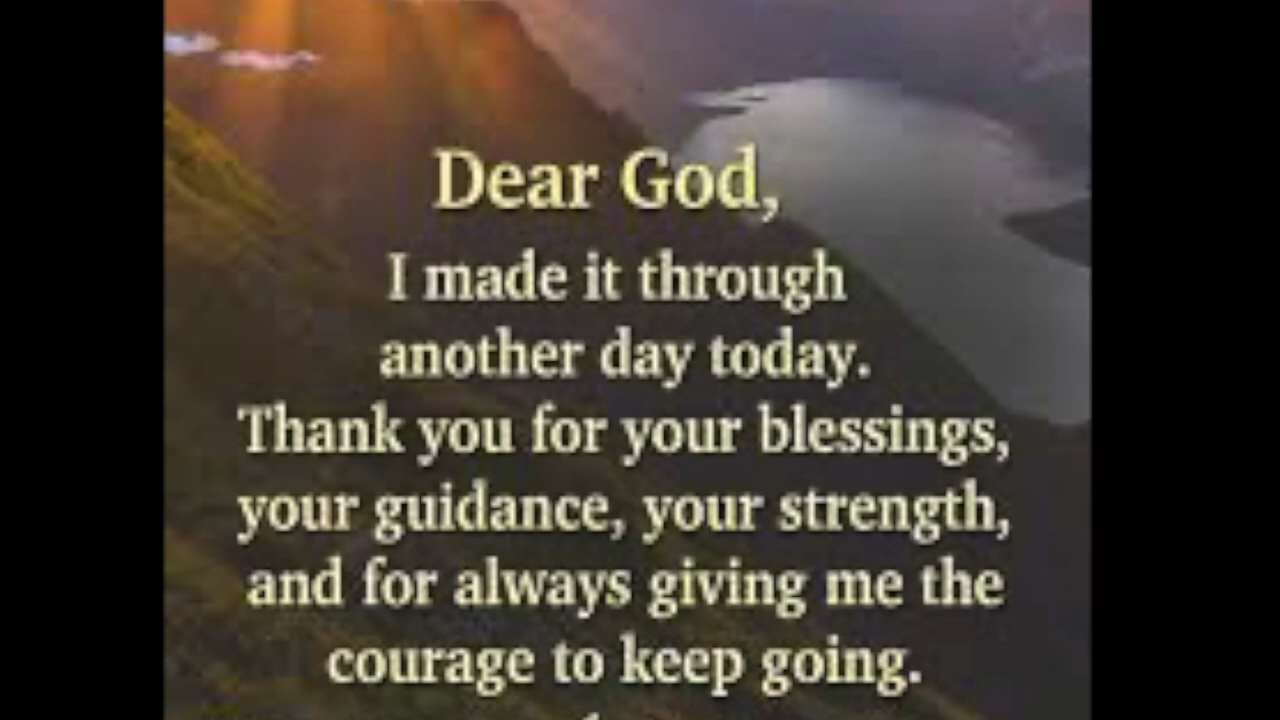 Dear God,
I made it through
another day today.
Thank you for your blessings,
your guidance, your strength,
and for always giving me the
courage to keep going.